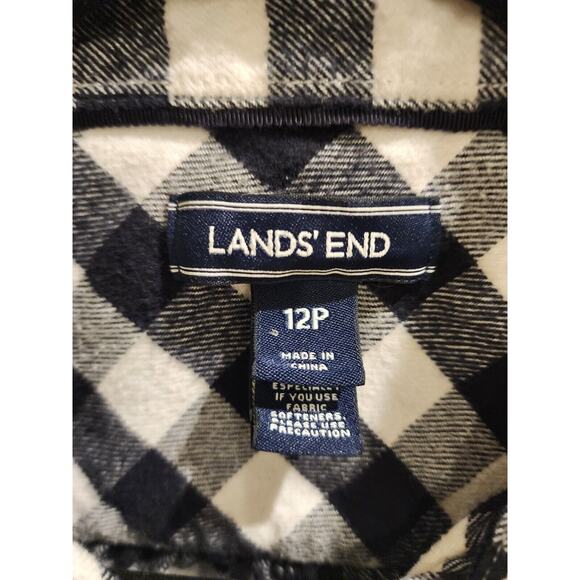 LANDS' END
12P
MADE IN
CHINA
ESPECIALLY
IF YOU USE
FABRIC
SOFTENERS.
PLEASE USE
PRECAUTION